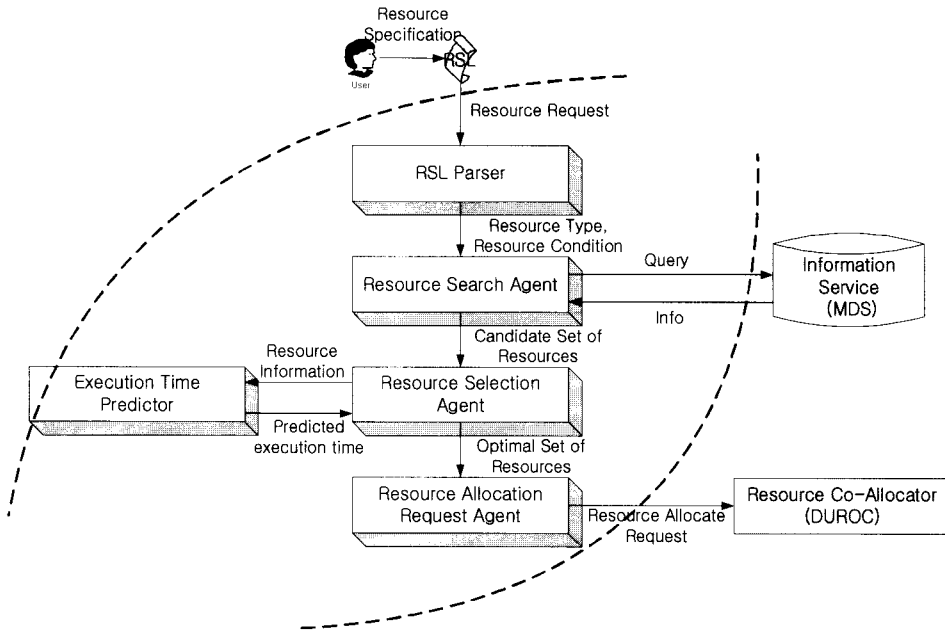 Resource
Specification
RSL
User
Resource Request
RSL Parser
Resource Type,
Resource Condition
Resource Search Agent
Query
Info
Information
Service
(MDS)
Candidate Set of
Resources
Resource
Information
Execution Time
Predictor
Resource Selection
Agent
Predicted
execution time
Optimal Set of
Resources
Resource Allocation
Request Agent
Resource Allocate
Request
Resource Co-Allocator
(DUROC)